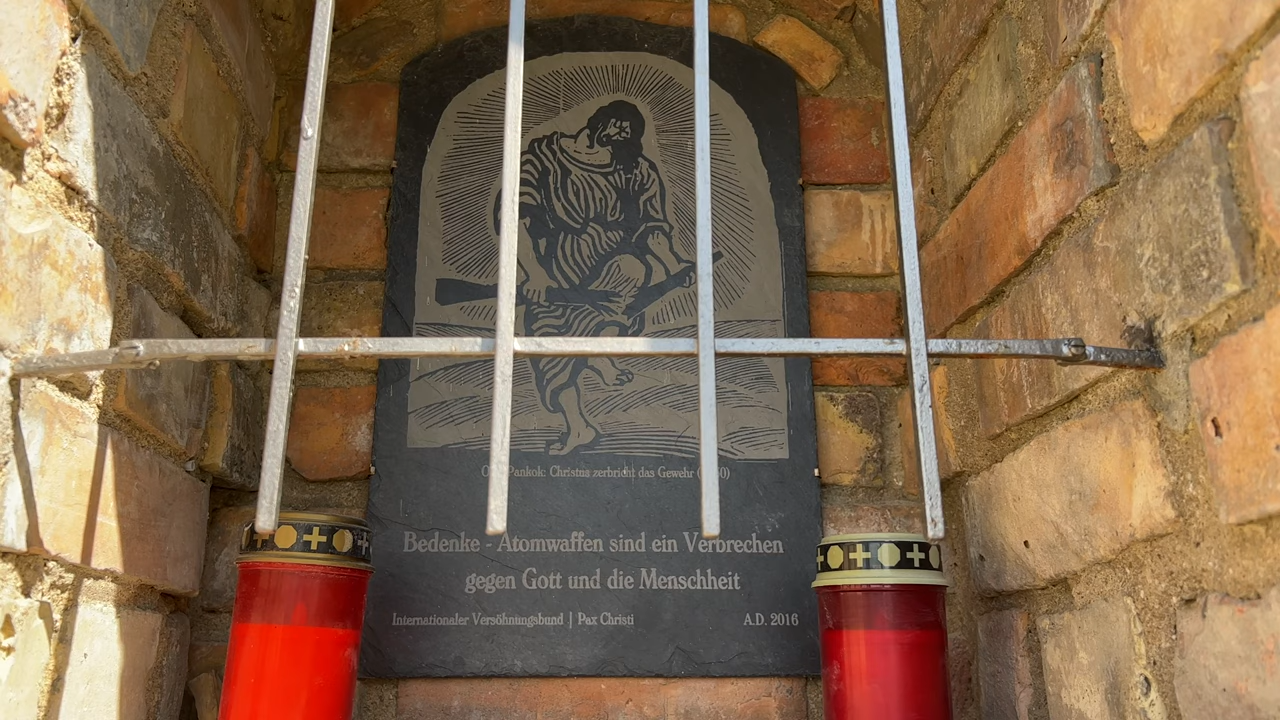 Pankok: Christus zerbricht das Gewehr
Bedenke - Atomwaffen sind ein Verbrechen
gegen Gott und die Menschheit
Internationaler Versöhnungsbund | Pax Christi
A.D. 2016